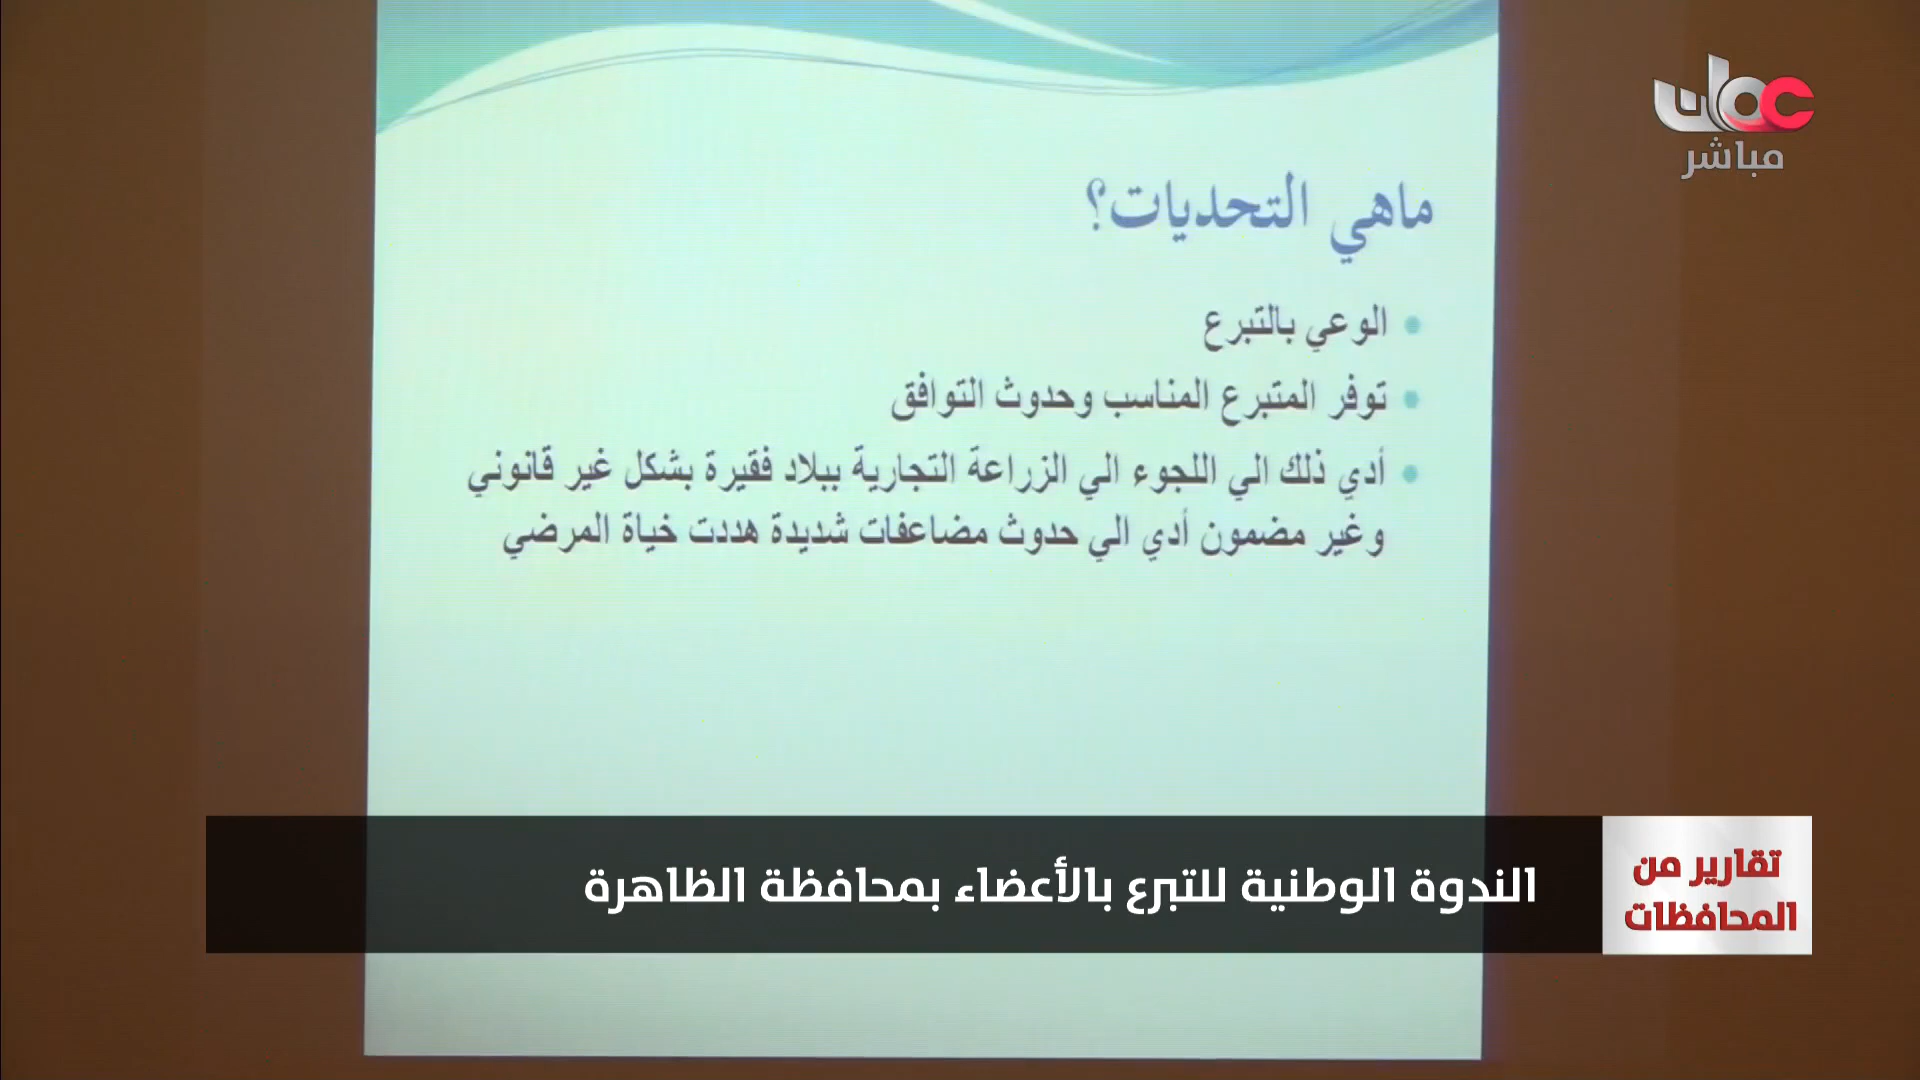 عمان
مباشر
ماهي التحديات؟
• الوعي بالتبرع
• توفر المتبرع المناسب وحدوث التوافق
• أدي ذلك الي اللجوء الي الزراعة التجارية ببلاد فقيرة بشكل غير قانوني
وغير مضمون أدي الي حدوث مضاعفات شديدة هددت خياة المرضي
تقارير من
المحافظات
الندوة الوطنية للتبرع بالأعضاء بمحافظة الظاهرة